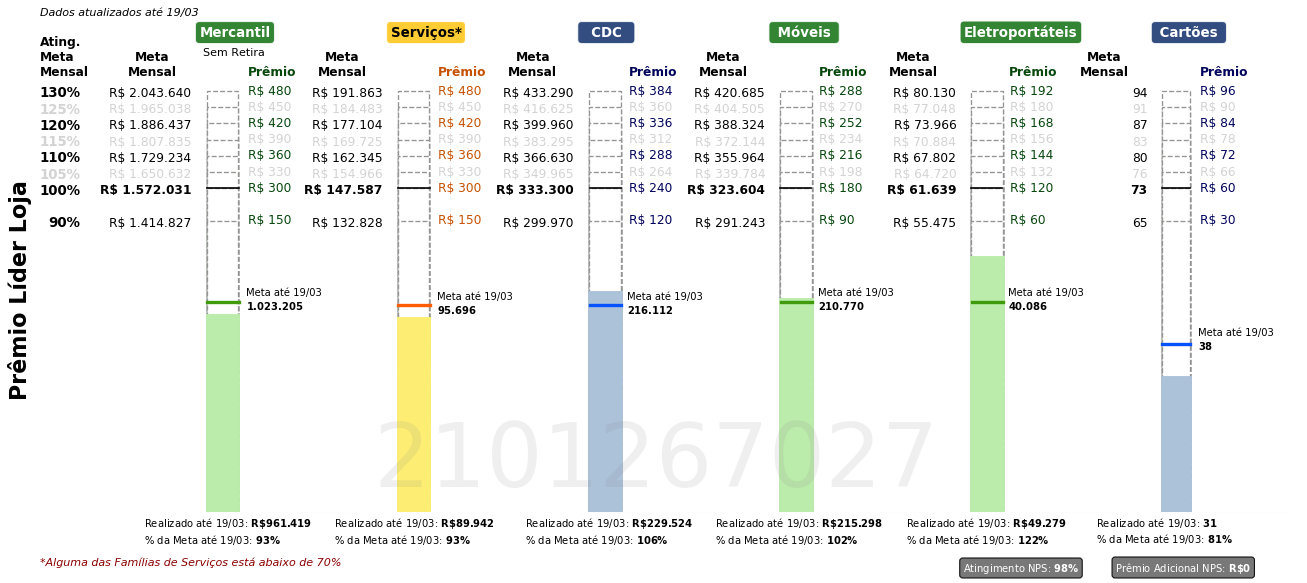 Dados atualizados até 19/03
Mercantil Serviços* CDC Móveis Eletroportáteis Cartões
Sem Retira
Ating. Meta Mensal
Meta Mensal Prêmio Meta Mensal Prêmio Meta Mensal Prêmio Meta Mensal Prêmio Meta Mensal Prêmio Meta Mensal Prêmio
130% R$ 2.043.640 R$ 480 R$ 191.863 R$ 480 R$ 433.290 R$ 384 R$ 420.685 R$ 288 R$ 80.130 R$ 192 94 R$ 96
125% R$ 1.965.038 R$ 450 R$ 184.483 R$ 450 R$ 416.625 R$ 360 R$ 404.505 R$ 270 R$ 77.048 R$ 180 91 R$ 90
120% R$ 1.886.437 R$ 420 R$ 177.104 R$ 420 R$ 399.960 R$ 336 R$ 388.324 R$ 252 R$ 73.966 R$ 168 87 R$ 84
115% R$ 1.807.835 R$ 390 R$ 169.725 R$ 390 R$ 383.295 R$ 312 R$ 372.144 R$ 234 R$ 70.884 R$ 156 83 R$ 78
110% R$ 1.729.234 R$ 360 R$ 162.345 R$ 360 R$ 366.630 R$ 288 R$ 355.964 R$ 216 R$ 67.802 R$ 144 80 R$ 72
105% R$ 1.650.632 R$ 330 R$ 154.966 R$ 330 R$ 349.965 R$ 264 R$ 339.784 R$ 198 R$ 64.720 R$ 132 76 R$ 66
100% R$ 1.572.031 R$ 300 R$ 147.587 R$ 300 R$ 333.300 R$ 240 R$ 323.604 R$ 180 R$ 61.639 R$ 120 73 R$ 60
90% R$ 1.414.827 R$ 150 R$ 132.828 R$ 150 R$ 299.970 R$ 120 R$ 291.243 R$ 90 R$ 55.475 R$ 60 65 R$ 30
Prêmio Líder Loja
Meta até 19/03 Meta até 19/03 Meta até 19/03 Meta até 19/03 Meta até 19/03
1.023.205 95.696 216.112 210.770 40.086
Meta até 19/03
38
2101267027
Realizado até 19/03: R$961.419 Realizado até 19/03: R$89.942 Realizado até 19/03: R$229.524 Realizado até 19/03: R$215.298 Realizado até 19/03: R$49.279 Realizado até 19/03: 31
% da Meta até 19/03: 93% % da Meta até 19/03: 93% % da Meta até 19/03: 106% % da Meta até 19/03: 102% % da Meta até 19/03: 122% % da Meta até 19/03: 81%
*Alguma das Famílias de Serviços está abaixo de 70%
Atingimento NPS: 98% Prêmio Adicional NPS: R$0